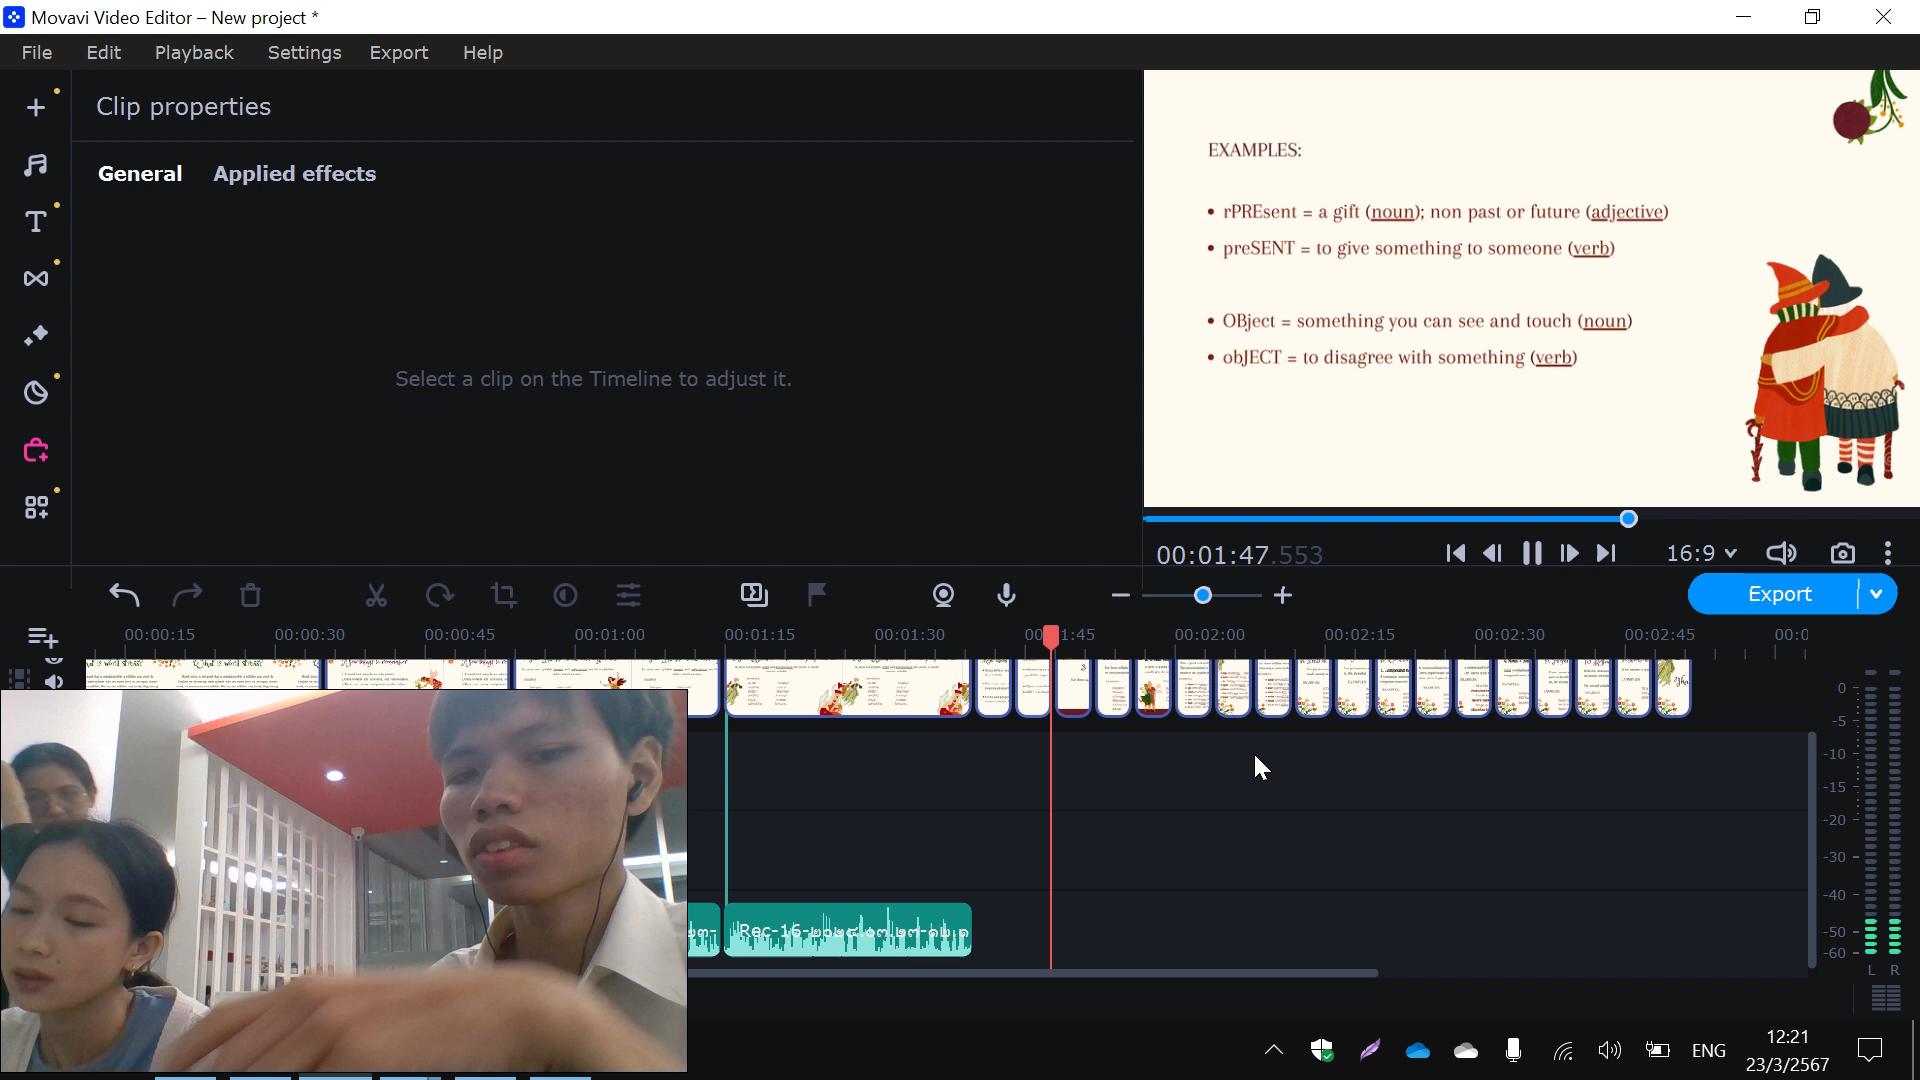 Movavi Video Editor – New project *
File Edit Playback Settings Export Help
Clip properties
General Applied effects
Select a clip on the Timeline to adjust it.
EXAMPLES:
• rPREsent = a gift (noun); non past or future (adjective)
• preSENT = to give something to someone (verb)
• OBject = something you can see and touch (noun)
• obJECT = to disagree with something (verb)
00:01:47.553
16:9
Export
00:00:15 00:00:30 00:00:45 00:01:00 00:01:15 00:01:30 1:45 00:02:00 00:02:15 00:02:30 00:02:45 00:0
0
-5
-10
-15
-20
-30
-40
-50
-60
L R
Rec-16-
ENG
12:21
23/3/2567